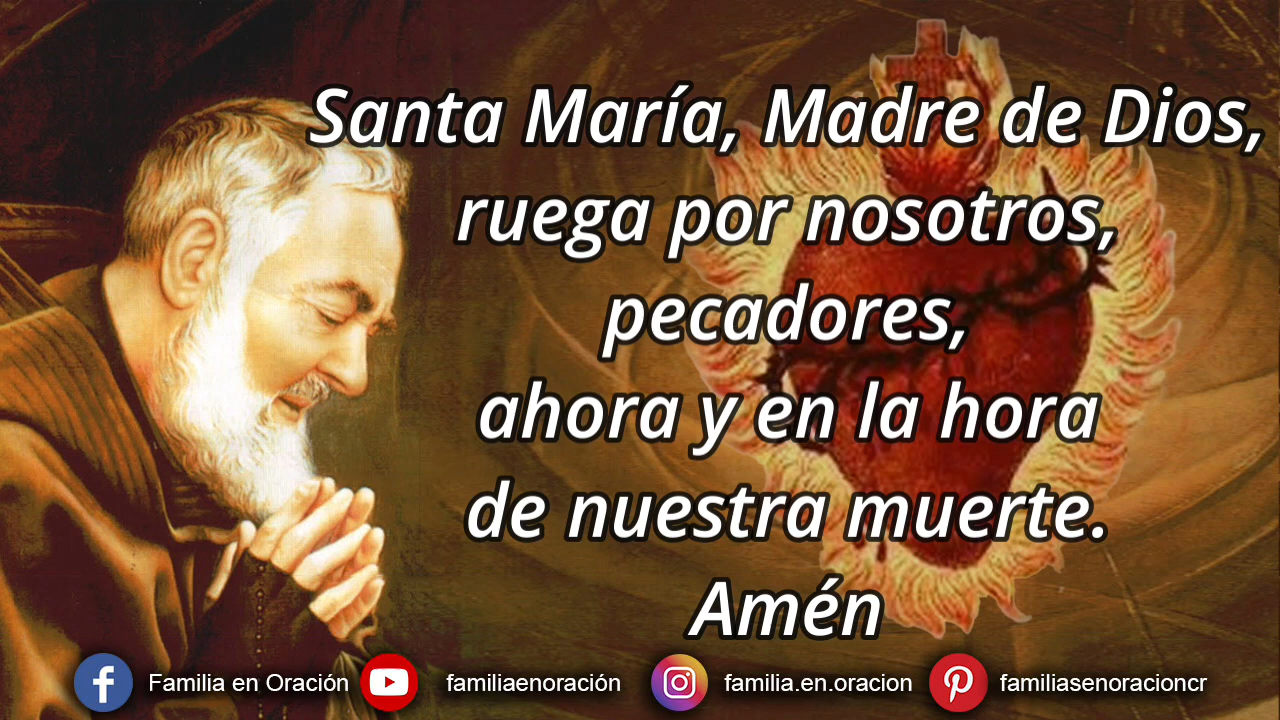 Santa María, Madre de Dios,
ruega por nosotros,
pecadores,
ahora y en la hora
de nuestra muerte.
Amén
Familia en Oración
familiaenoración
familia.en.oracion
familiasenoracioncr